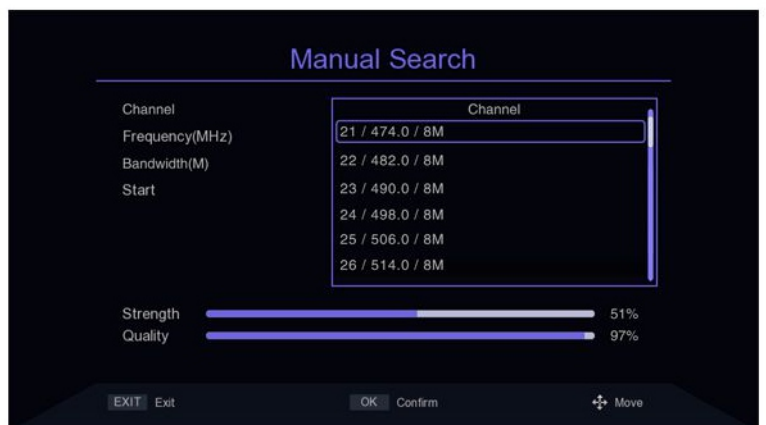 Manual Search
Channel
Frequency(MHz)
Bandwidth(M)
Start
Channel
21 / 474.0 / 8M
22 / 482.0 / 8M
23 / 490.0 / 8M
24 / 498.0 / 8M
25 / 506.0 / 8M
26 / 514.0 / 8M
Strength 51%
Quality 97%
EXIT Exit OK Confirm Move